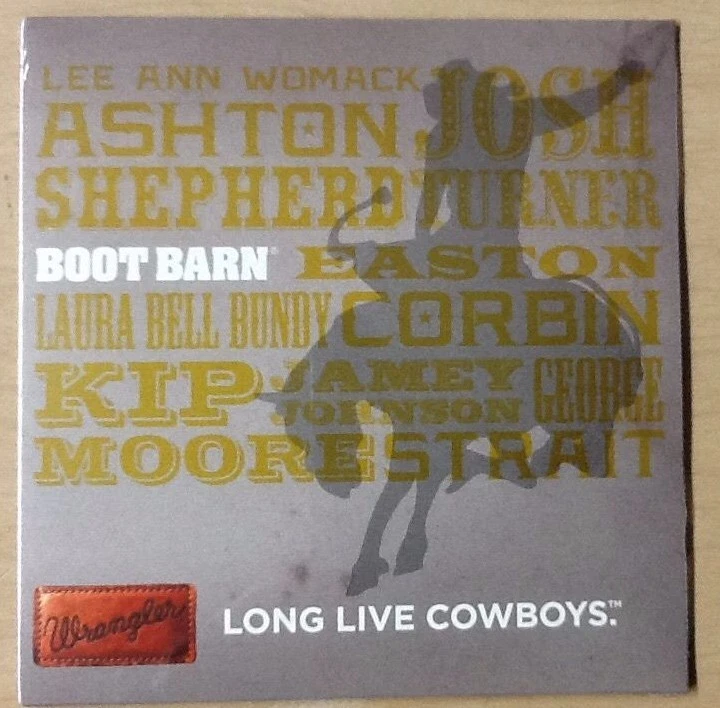 LEE ANN WOMACK JOSH
ASHTON
SHEPHERD TURNER
BOOT BARN® EASTON
LAURA BELL BUNDY CORBIN
KIP JAMEY JOHNSON GEORGE
MOORE STRAIT
Wrangler
LONG LIVE COWBOYS.™